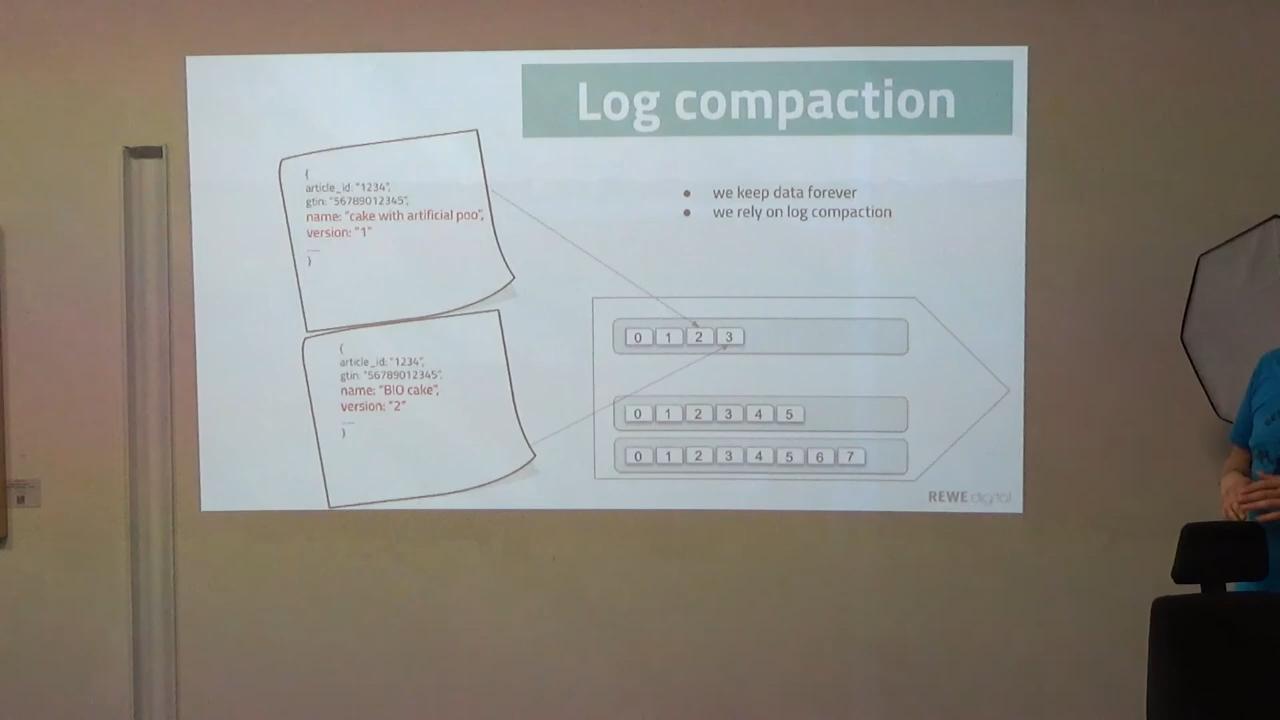 Log compaction
{
article_id: "1234",
gtin: "56789012345",
name: "cake with artificial poo",
version: "1"
...
}
{
article_id: "1234",
gtin: "56789012345",
name: "BIO cake",
version: "2"
...
}
● we keep data forever
● we rely on log compaction
0 1 2 3
0 1 2 3 4 5
0 1 2 3 4 5 6 7
REWE digital